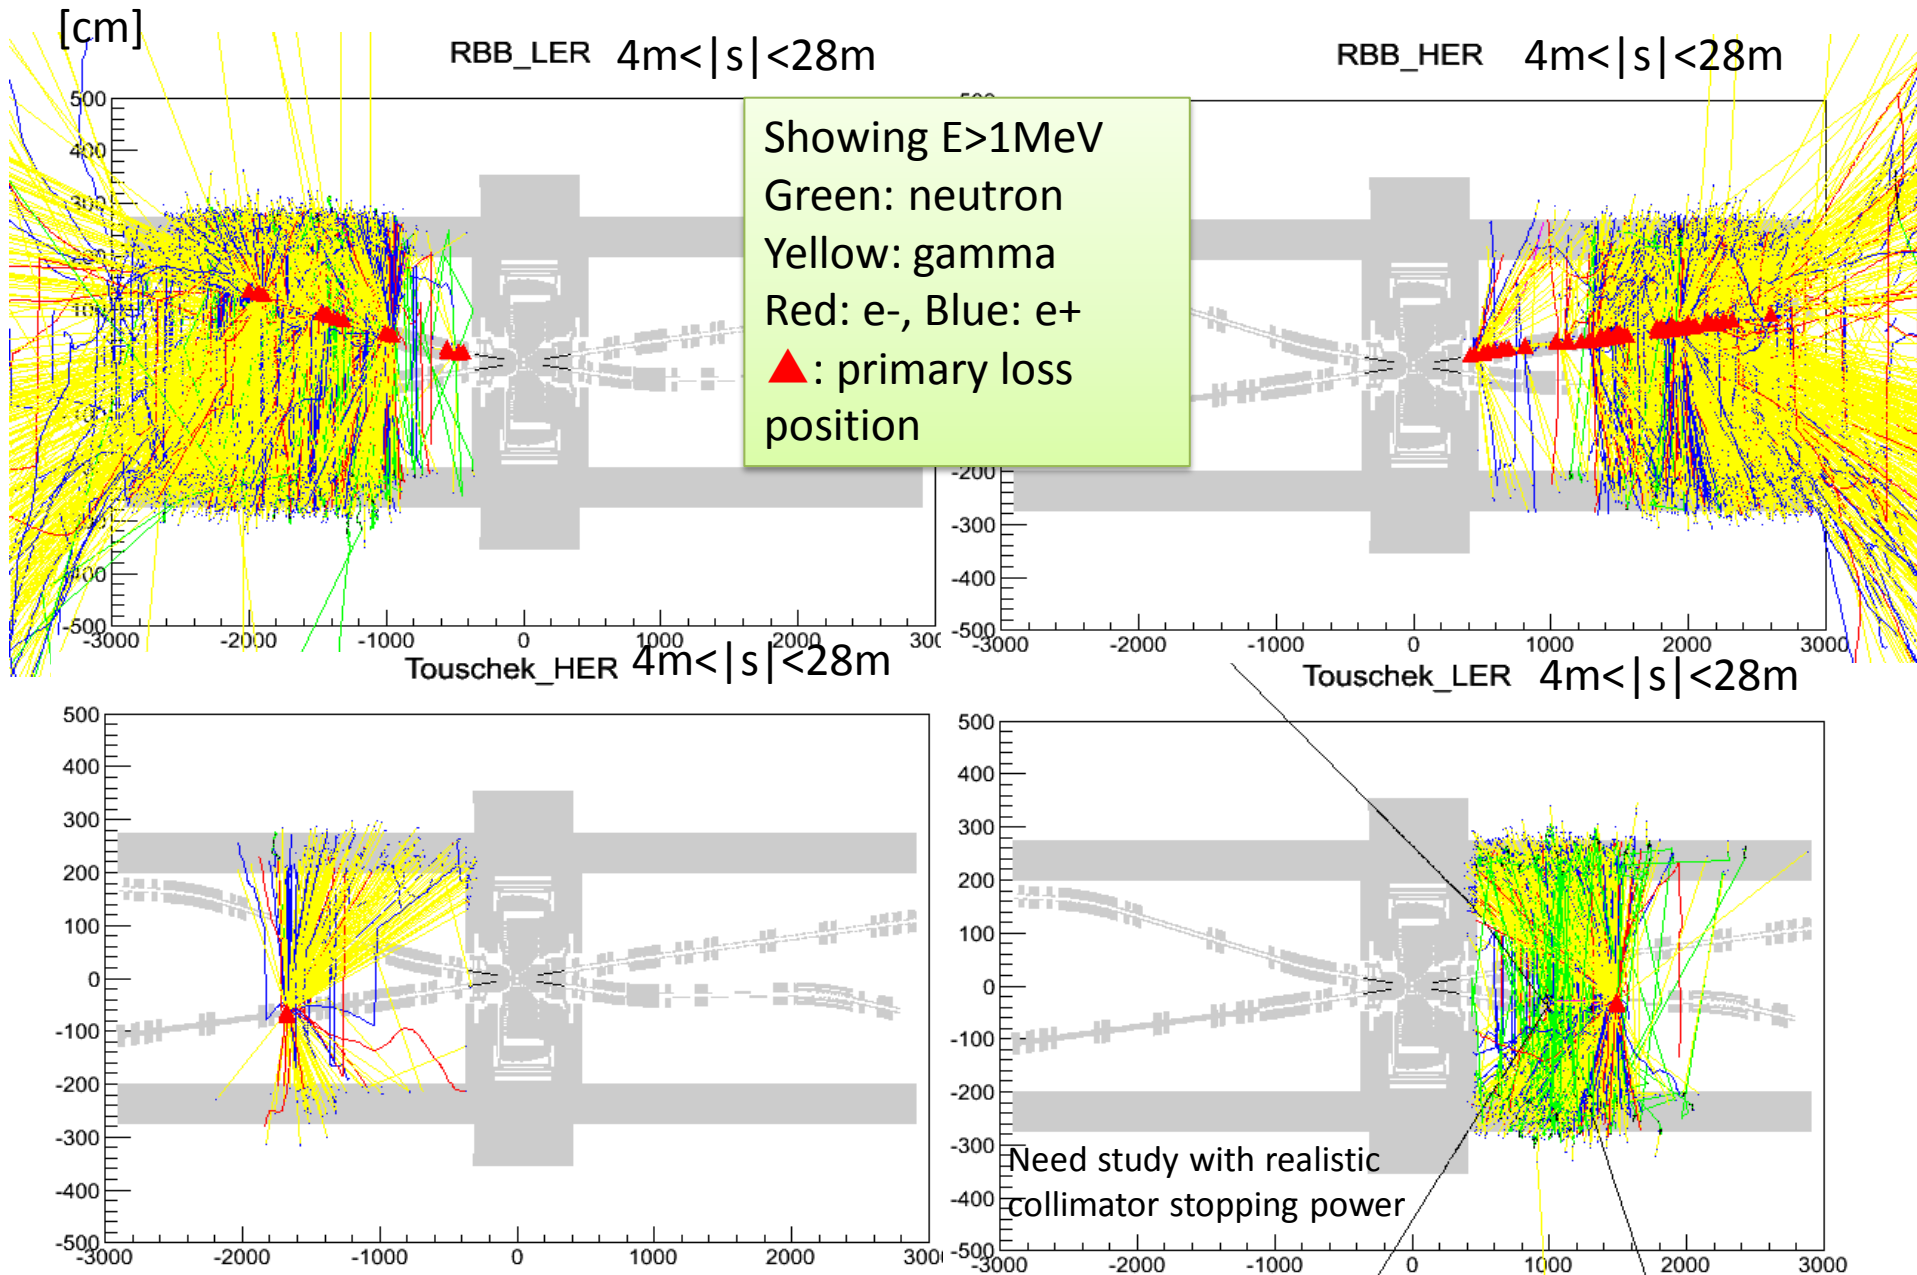 [cm]
RBB_LER 4m<|s|<28m
RBB_HER 4m<|s|<28m
Showing E>1MeV
Green: neutron
Yellow: gamma
Red: e-, Blue: e+
: primary loss
position
500
400
300
-500
-3000 -2000 -1000 0 1000 2000
-200
-300
-400
-500
-3000 -2000 -1000 0 1000 2000 3000
Touschek_HER 4m<|s|<28m
Touschek_LER 4m<|s|<28m
500
400
300
200
100
0
-100
-200
-300
-400
-500
-3000 -2000 -1000 0 1000 2000
500
400
300
200
100
0
-100
-200
-300
-400
-500
Need study with realistic
collimator stopping power
-3000 -2000 -1000 0 1000 2000 3000